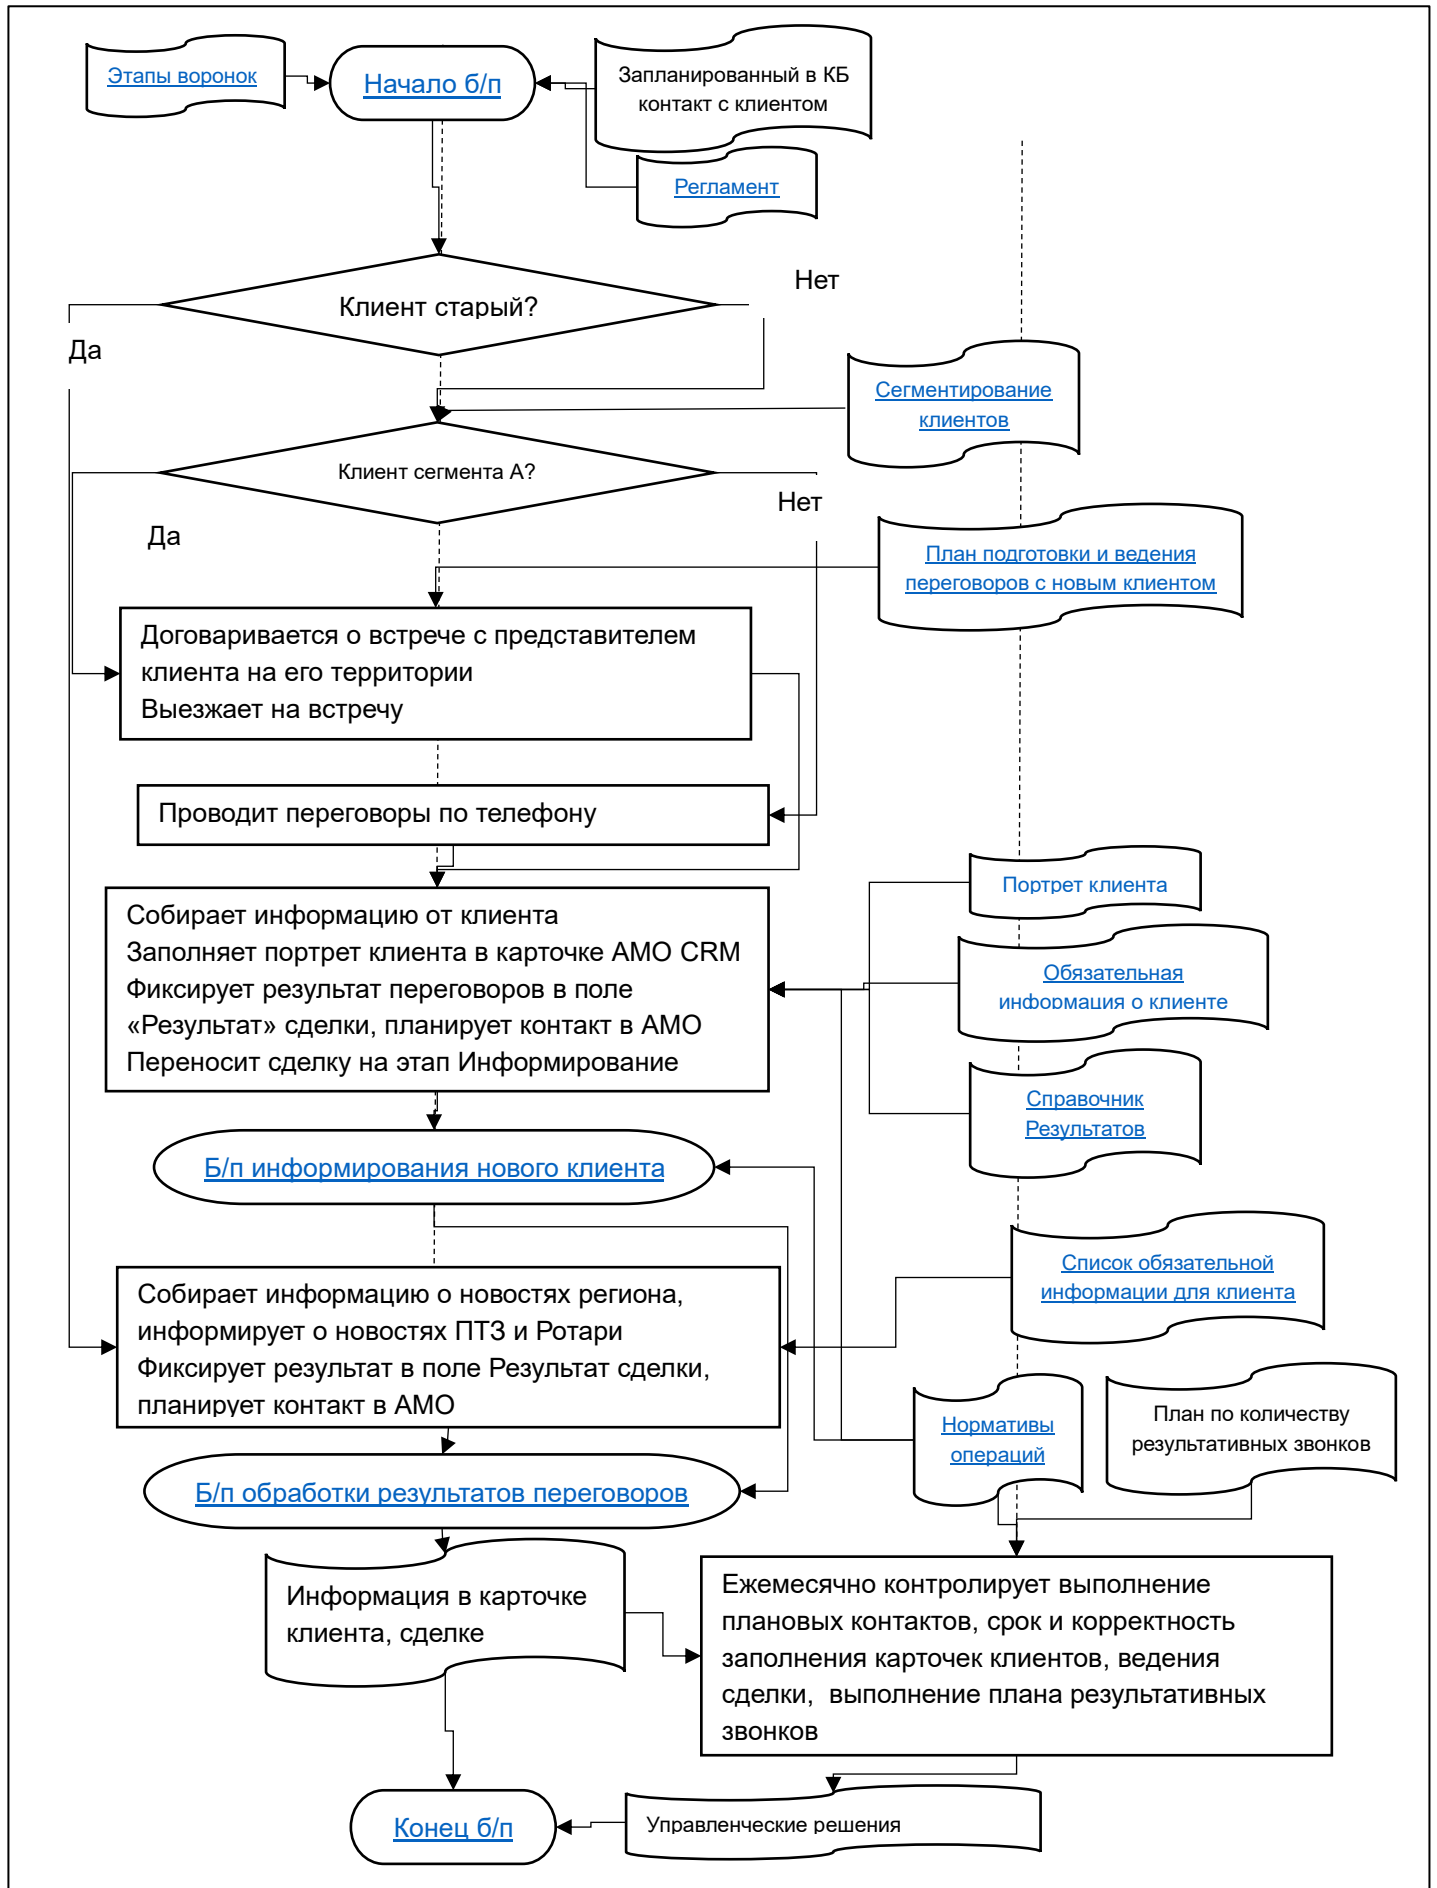 Этапы воронок
Начало б/п
Запланированный в КБ
контакт с клиентом
Регламент
Клиент старый?
Нет
Да
Сегментирование
клиентов
Клиент сегмента А?
Нет
Да
План подготовки и ведения
переговоров с новым клиентом
Договаривается о встрече с представителем
клиента на его территории
Выезжает на встречу
Проводит переговоры по телефону
Портрет клиента
Собирает информацию от клиента
Заполняет портрет клиента в карточке АМО CRM
Фиксирует результат переговоров в поле
«Результат» сделки, планирует контакт в АМО
Переносит сделку на этап Информирование
Обязательная
информация о клиенте
Справочник
Результатов
Б/п информирования нового клиента
Список обязательной
информации для клиента
Собирает информацию о новостях региона,
информирует о новостях ПТЗ и Ротари
Фиксирует результат в поле Результат сделки,
планирует контакт в АМО
Нормативы
операций
План по количеству
результативных звонков
Б/п обработки результатов переговоров
Информация в карточке
клиента, сделке
Ежемесячно контролирует выполнение
плановых контактов, срок и корректность
заполнения карточек клиентов, ведения
сделки,  выполнение плана результативных
звонков
Управленческие решения
Конец б/п